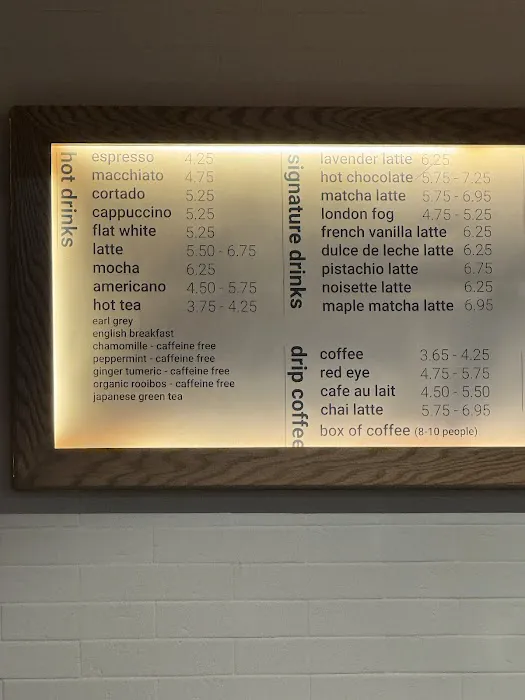 hot drinks
espresso 4.25
macchiato 4.75
cortado 5.25
cappuccino 5.25
flat white 5.25
latte 5.50 - 6.75
mocha 6.25
americano 4.50 - 5.75
hot tea 3.75 - 4.25
earl grey
english breakfast
chamomille - caffeine free
peppermint - caffeine free
ginger tumeric - caffeine free
organic rooibos - caffeine free
japanese green tea
signature drinks
lavender latte 6.25
hot chocolate 5.75 - 7.25
matcha latte 5.75 - 6.95
london fog 4.75 - 5.25
french vanilla latte 6.25
dulce de leche latte 6.25
pistachio latte 6.75
noisette latte 6.25
maple matcha latte 6.95
drip coffee
coffee 3.65 - 4.25
red eye 4.75 - 5.75
cafe au lait 4.50 - 5.50
chai latte 5.75 - 6.95
box of coffee (8-10 people)